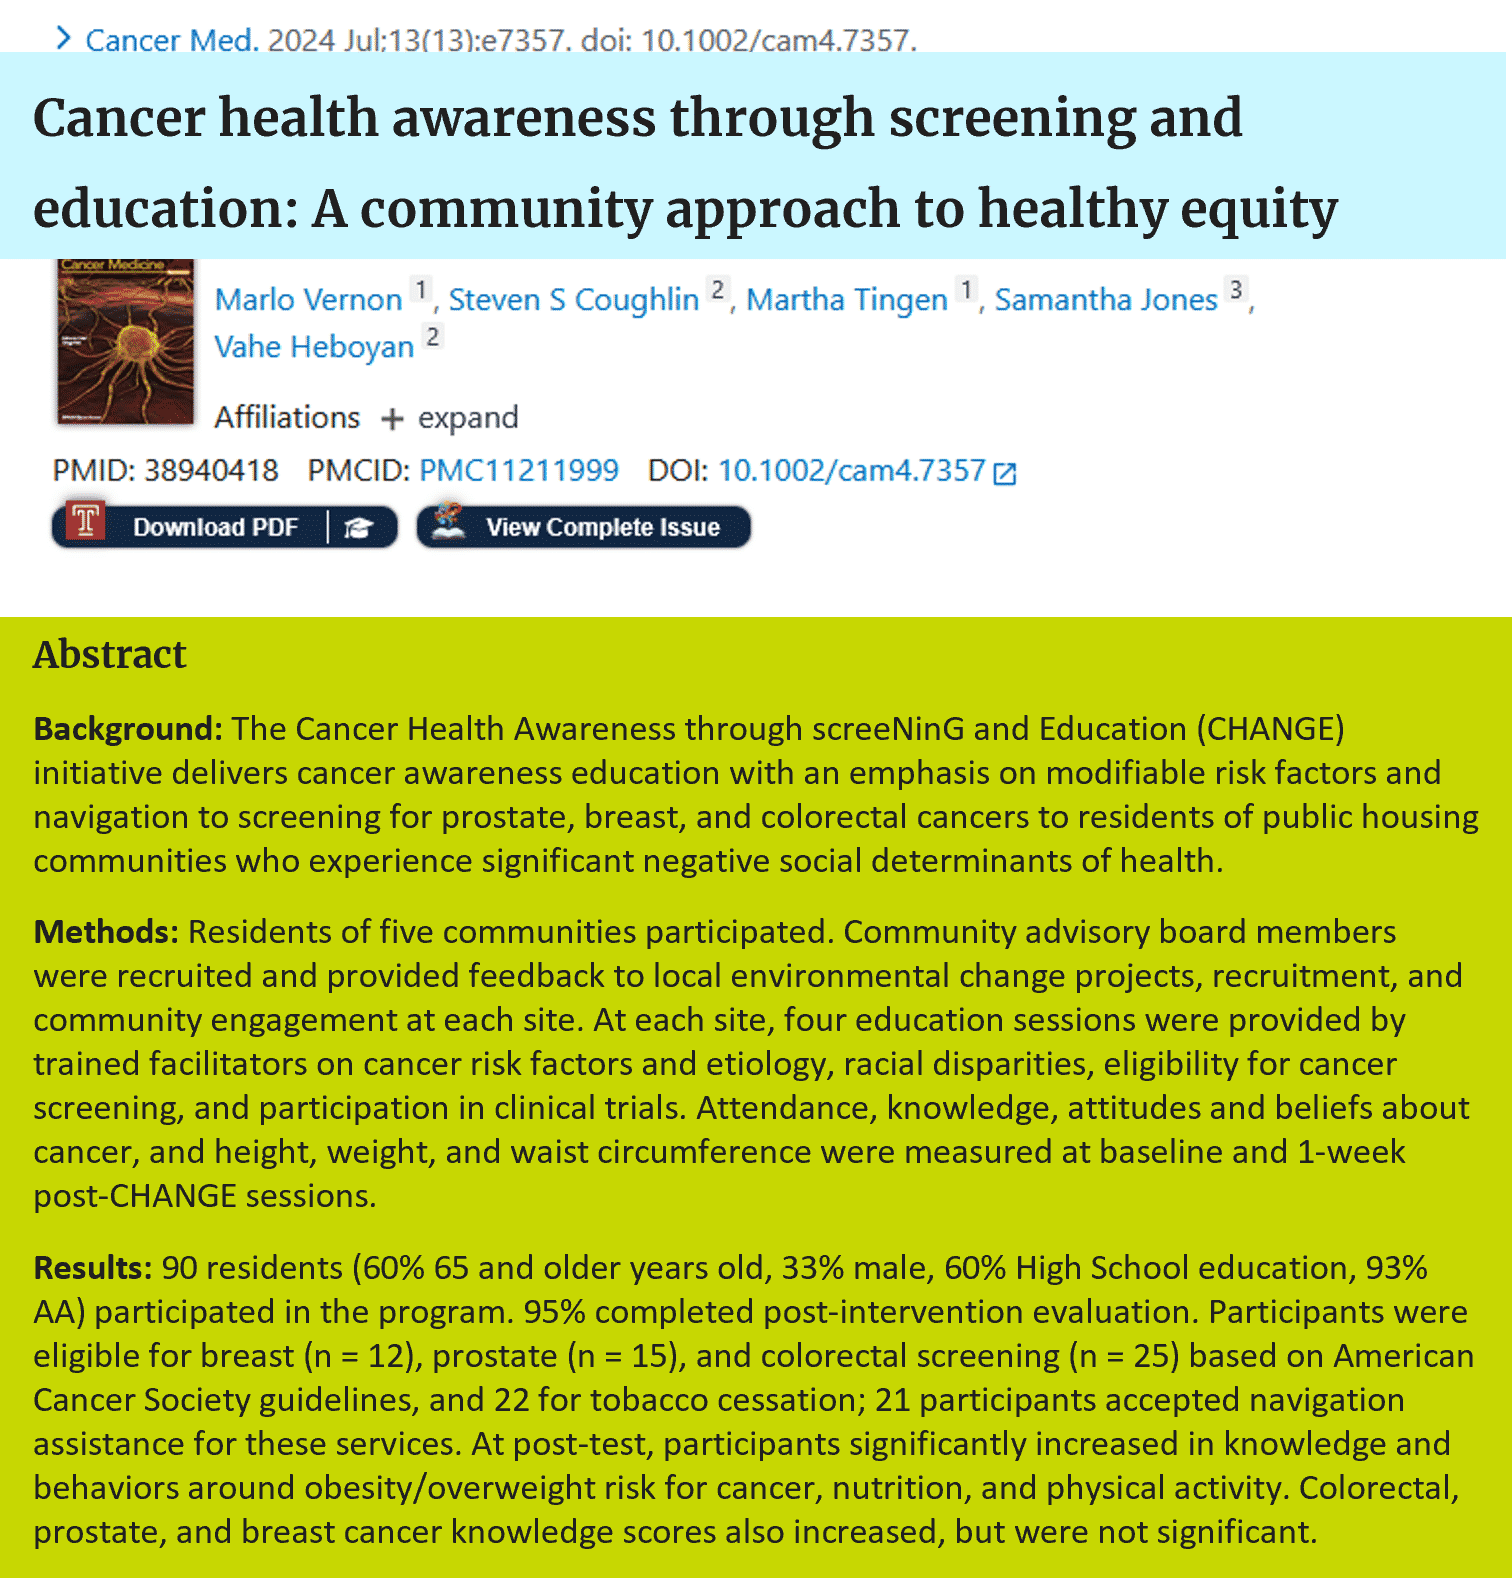 Cancer Med. 2024 Jul;13(13):e7357. doi: 10.1002/cam4.7357.
Cancer health awareness through screening and
education: A community approach to healthy equity
Cancer Medicine
Marlo Vernon 1, Steven S Coughlin 2, Martha Tingen 1, Samantha Jones 3,
Vahe Heboyan 2
Affiliations + expand
PMID: 38940418 PMCID: PMC11211999 DOI: 10.1002/cam4.7357
T Download PDF View Complete Issue
Abstract
Background: The Cancer Health Awareness through screeNinG and Education (CHANGE)
initiative delivers cancer awareness education with an emphasis on modifiable risk factors and
navigation to screening for prostate, breast, and colorectal cancers to residents of public housing
communities who experience significant negative social determinants of health.
Methods: Residents of five communities participated. Community advisory board members
were recruited and provided feedback to local environmental change projects, recruitment, and
community engagement at each site. At each site, four education sessions were provided by
trained facilitators on cancer risk factors and etiology, racial disparities, eligibility for cancer
screening, and participation in clinical trials. Attendance, knowledge, attitudes and beliefs about
cancer, and height, weight, and waist circumference were measured at baseline and 1-week
post-CHANGE sessions.
Results: 90 residents (60% 65 and older years old, 33% male, 60% High School education, 93%
AA) participated in the program. 95% completed post-intervention evaluation. Participants were
eligible for breast (n = 12), prostate (n = 15), and colorectal screening (n = 25) based on American
Cancer Society guidelines, and 22 for tobacco cessation; 21 participants accepted navigation
assistance for these services. At post-test, participants significantly increased in knowledge and
behaviors around obesity/overweight risk for cancer, nutrition, and physical activity. Colorectal,
prostate, and breast cancer knowledge scores also increased, but were not significant.